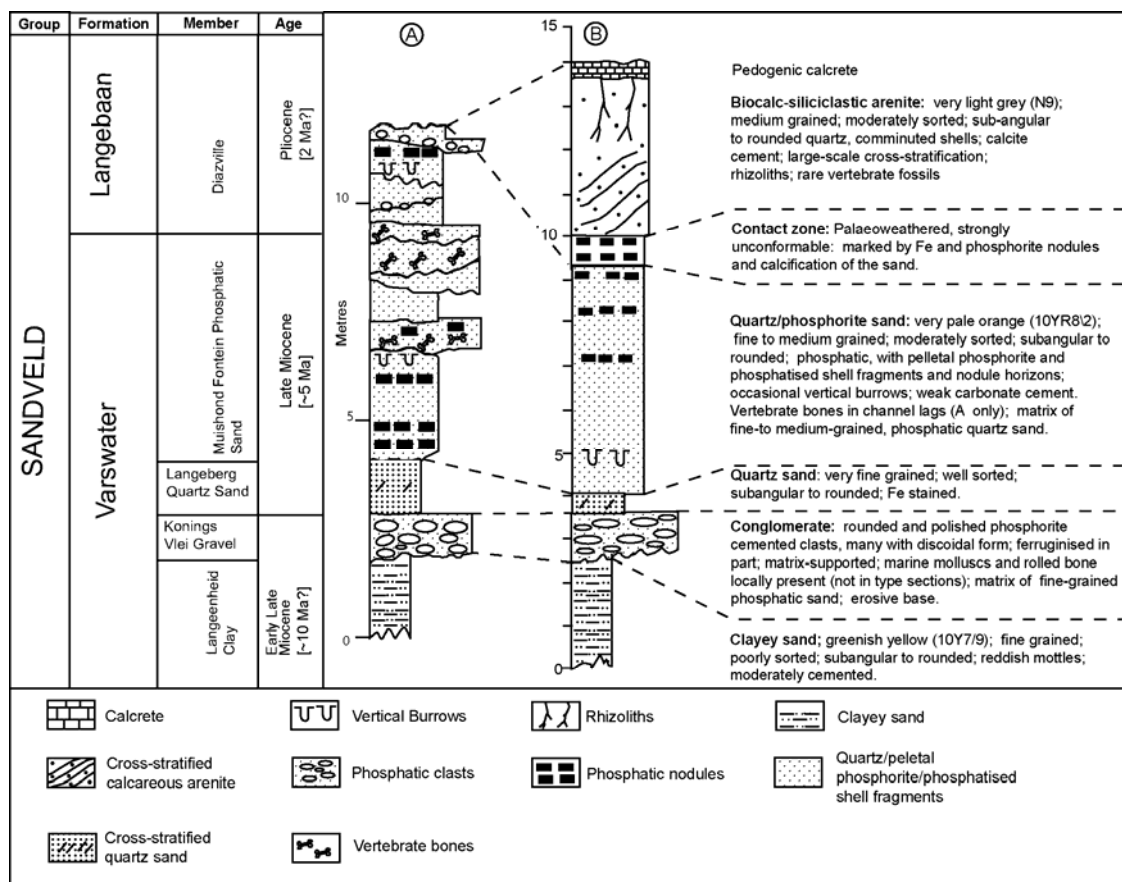 Group Formation Member Age
SANDVELD
Langebaan
Varswater
Diazville
Muishond Fontein Phosphatic
Sand
Langeberg
Quartz Sand
Konings
Vlei Gravel
Langeenheid
Clay
Pliocene
[2 Ma?]
Late Miocene
[~5 Ma]
Early Late
Miocene
[~10 Ma?]
A
Metres
10
5
0
B
15
10
5
0
Pedogenic calcrete
Biocalc-siliciclastic arenite: very light grey (N9);
medium grained; moderately sorted; sub-angular
to rounded quartz, comminuted shells; calcite
cement; large-scale cross-stratification;
rhizoliths; rare vertebrate fossils
Contact zone: Palaeoweathered, strongly
unconformable: marked by Fe and phosphorite nodules
and calcification of the sand.
Quartz/phosphorite sand: very pale orange (10YR8\2);
fine to medium grained; moderately sorted; subangular to
rounded; phosphatic, with pelletal phosphorite and
phosphatised shell fragments and nodule horizons;
occasional vertical burrows; weak carbonate cement.
Vertebrate bones in channel lags (A only); matrix of
fine-to medium-grained, phosphatic quartz sand.
Quartz sand: very fine grained; well sorted;
subangular to rounded; Fe stained.
Conglomerate: rounded and polished phosphorite
cemented clasts, many with discoidal form; ferruginised in
part; matrix-supported; marine molluscs and rolled bone
locally present (not in type sections); matrix of fine-grained
phosphatic sand; erosive base.
Clayey sand; greenish yellow (10Y7/9); fine grained;
poorly sorted; subangular to rounded; reddish mottles;
moderately cemented.
Calcrete
Vertical Burrows
Rhizoliths
Clayey sand
Cross-stratified
calcareous arenite
Phosphatic clasts
Phosphatic nodules
Quartz/peletal
phosphorite/phosphatised
shell fragments
Cross-stratified
quartz sand
Vertebrate bones